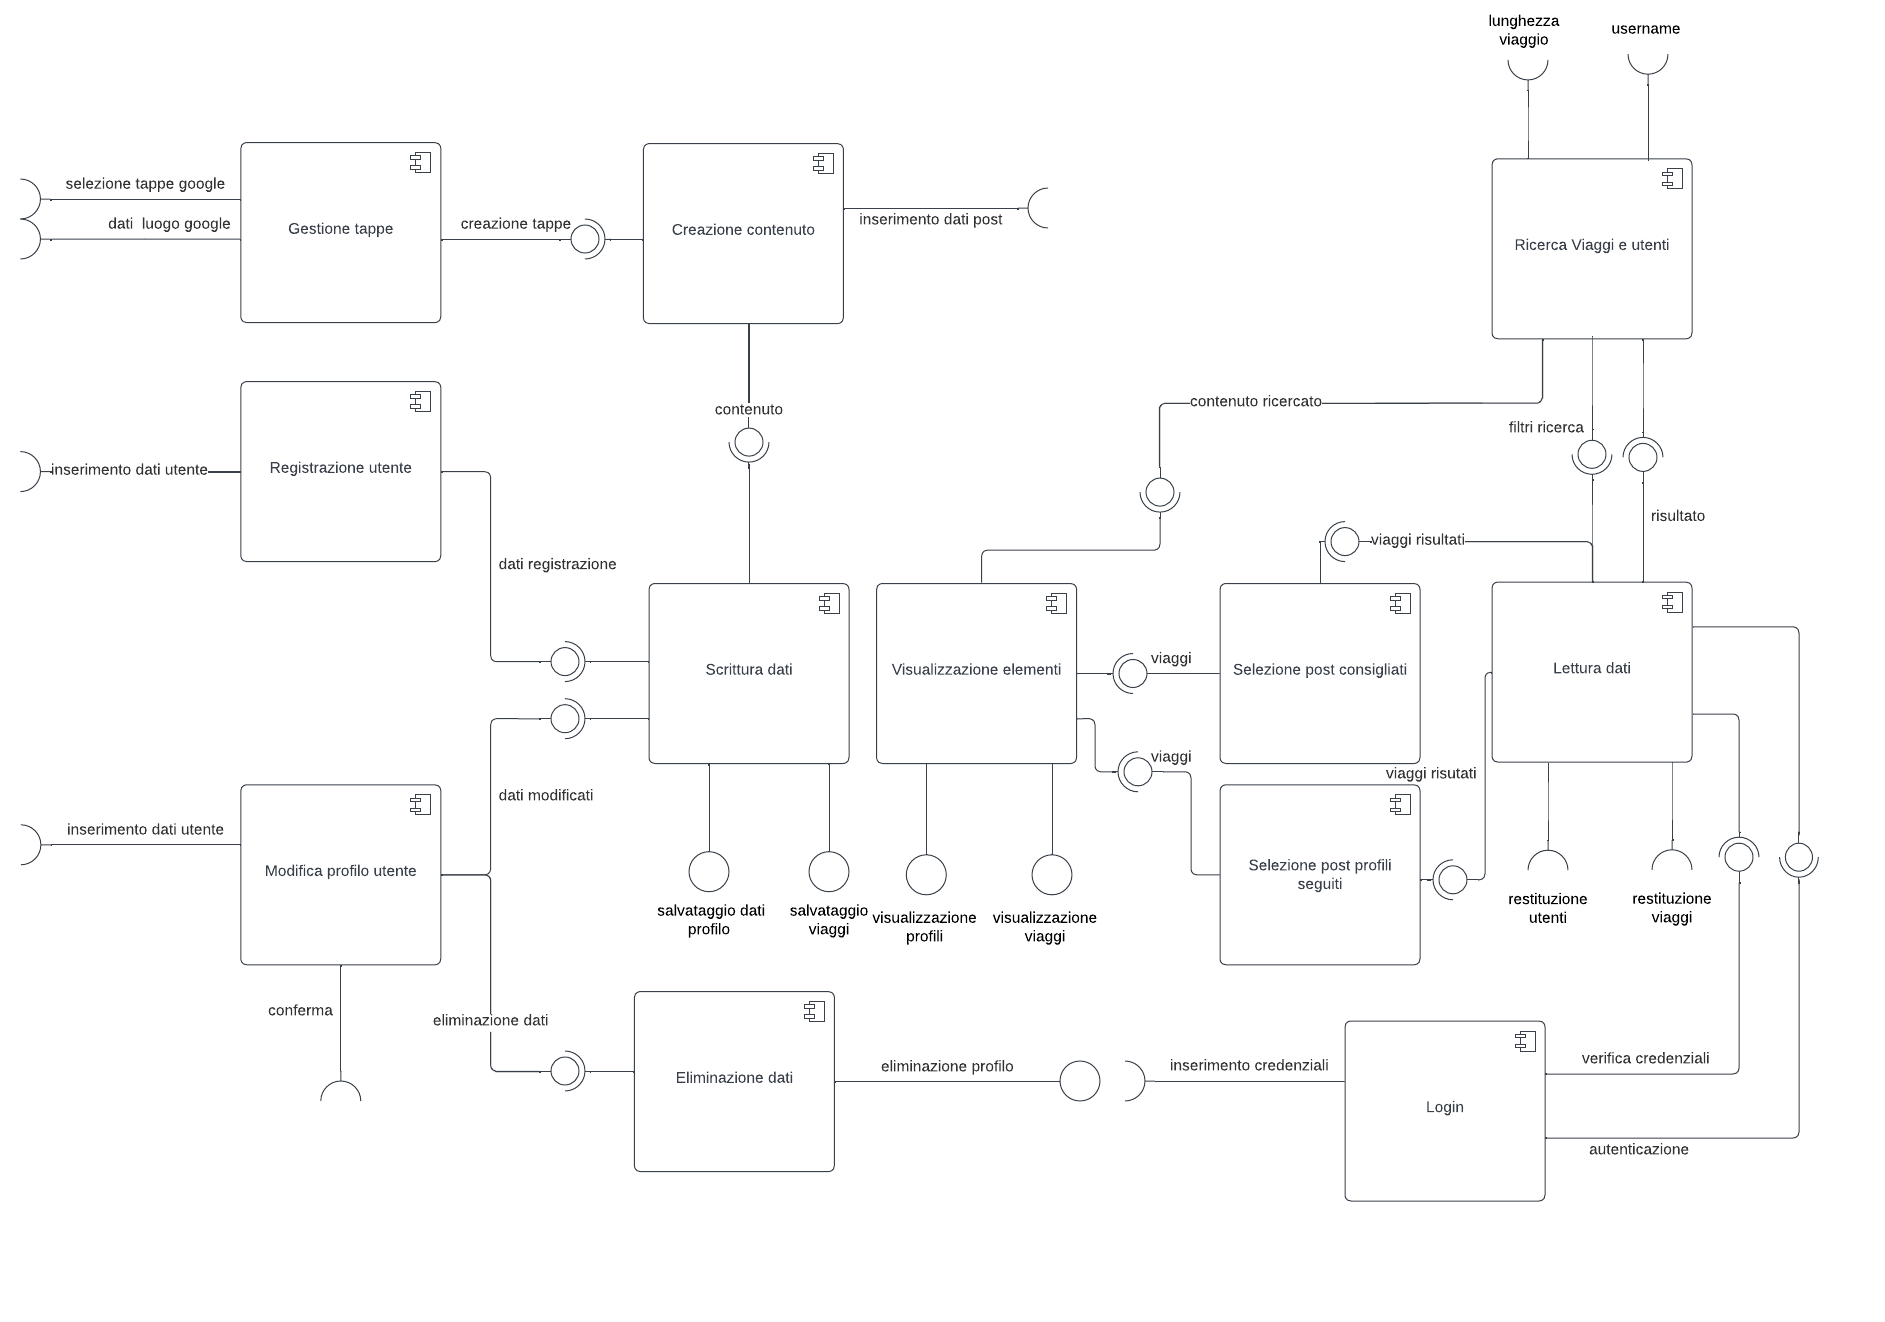 lunghezza
viaggio
username
selezione tappe google
dati luogo google
Gestione tappe
creazione tappe
Creazione contenuto
inserimento dati post
Ricerca Viaggi e utenti
contenuto
contenuto ricercato
filtri ricerca
risultato
inserimento dati utente
Registrazione utente
dati registrazione
viaggi risultati
Scrittura dati
Visualizzazione elementi
viaggi
Selezione post consigliati
Lettura dati
viaggi
viaggi risutati
dati modificati
inserimento dati utente
Modifica profilo utente
Selezione post profili
seguiti
salvataggio dati
profilo
salvataggio
viaggi
visualizzazione
profili
visualizzazione
viaggi
restituzione
utenti
restituzione
viaggi
conferma
eliminazione dati
Eliminazione dati
eliminazione profilo
inserimento credenziali
Login
verifica credenziali
autenticazione